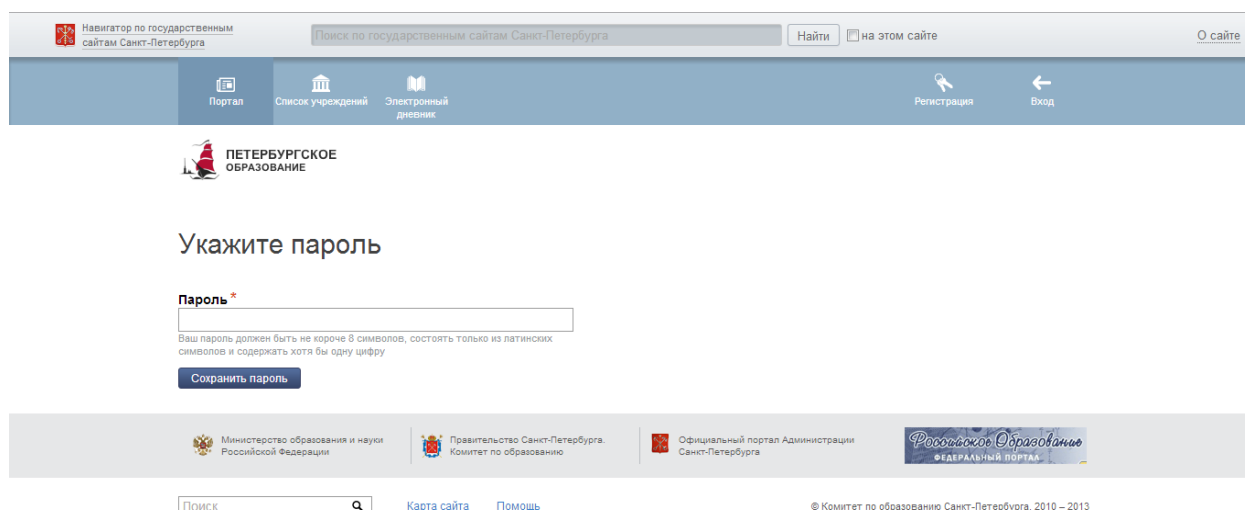 Навигатор по государственным
сайтам Санкт-Петербурга
Поиск по государственным сайтам Санкт-Петербурга
Найти
на этом сайте
О сайте
Портал
Список учреждений
Электронный
дневник
Регистрация
Вход
ПЕТЕРБУРГСКОЕ
ОБРАЗОВАНИЕ
Укажите пароль
Пароль *
Ваш пароль должен быть не короче 8 символов, состоять только из латинских
символов и содержать хотя бы одну цифру
Сохранить пароль
Министерство образования и науки
Российской Федерации
Правительство Санкт-Петербурга.
Комитет по образованию
Официальный портал Администрации
Санкт-Петербурга
Российское Образование
ФЕДЕРАЛЬНЫЙ ПОРТАЛ
Поиск
Карта сайта
Помощь
© Комитет по образованию Санкт-Петербурга, 2010 – 2013